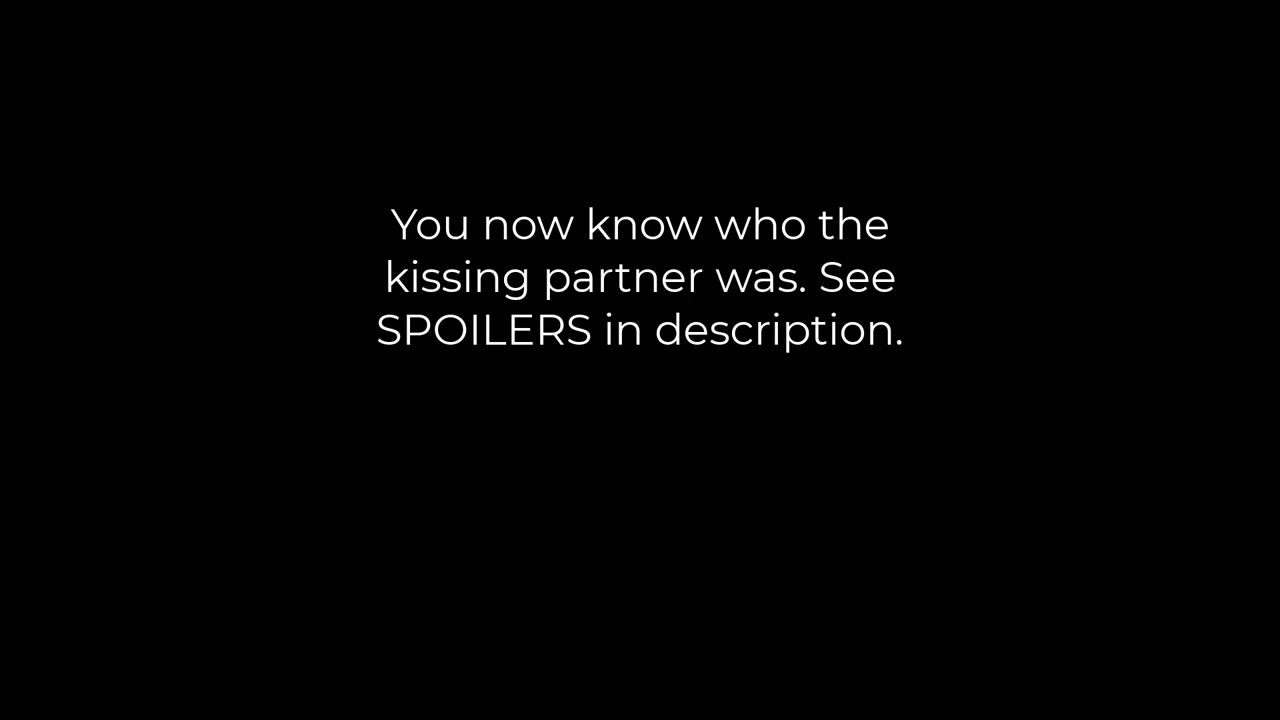 You now know who the
kissing partner was. See
SPOILERS in description.